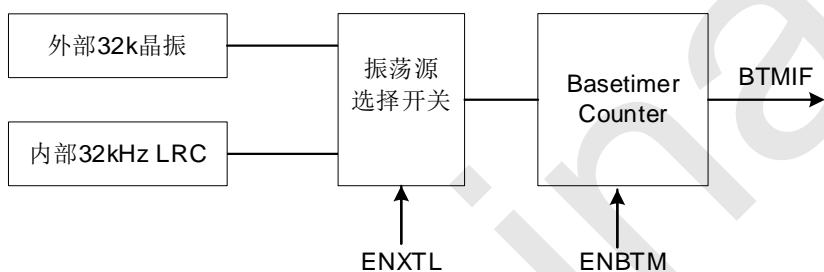 外部32k晶振
内部32kHz LRC
振荡源
选择开关
Basetimer
Counter
BTMIF
ENXTL
ENBTM